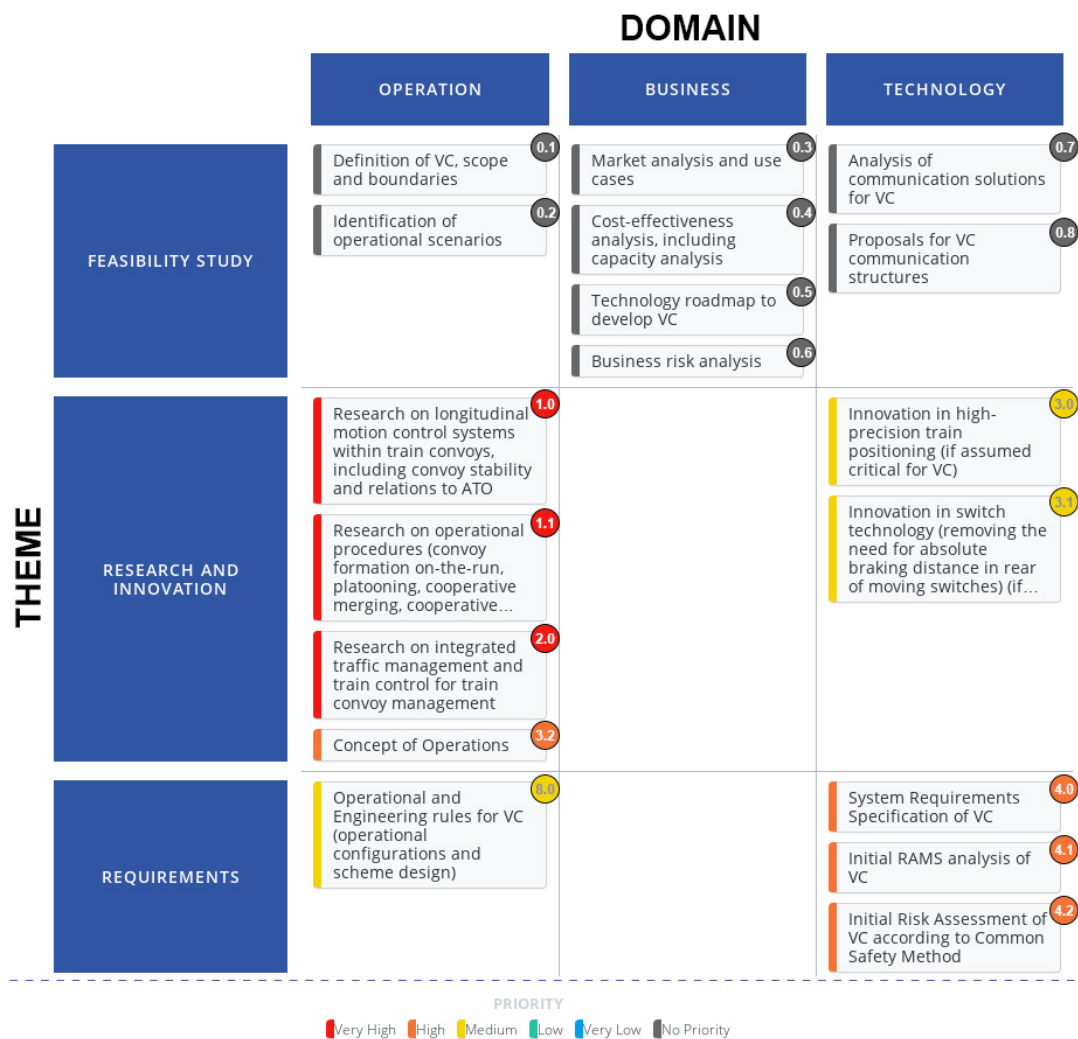 DOMAIN
OPERATION
BUSINESS
TECHNOLOGY
THEME
FEASIBILITY STUDY
0.1
Definition of VC, scope
and boundaries
0.2
Identification of
operational scenarios
0.3
Market analysis and use
cases
0.4
Cost-effectiveness
analysis, including
capacity analysis
0.5
Technology roadmap to
develop VC
0.6
Business risk analysis
0.7
Analysis of
communication solutions
for VC
0.8
Proposals for VC
communication
structures
RESEARCH AND
INNOVATION
1.0
Research on longitudinal
motion control systems
within train convoys,
including convoy stability
and relations to ATO
1.1
Research on operational
procedures (convoy
formation on-the-run,
platooning, cooperative
merging, cooperative...
2.0
Research on integrated
traffic management and
train control for train
convoy management
3.2
Concept of Operations
3.0
Innovation in high-
precision train
positioning (if assumed
critical for VC)
3.1
Innovation in switch
technology (removing the
need for absolute
braking distance in rear
of moving switches) (if...
REQUIREMENTS
8.0
Operational and
Engineering rules for VC
(operational
configurations and
scheme design)
4.0
System Requirements
Specification of VC
4.1
Initial RAMS analysis of
VC
4.2
Initial Risk Assessment of
VC according to Common
Safety Method
PRIORITY
Very High High Medium Low Very Low No Priority